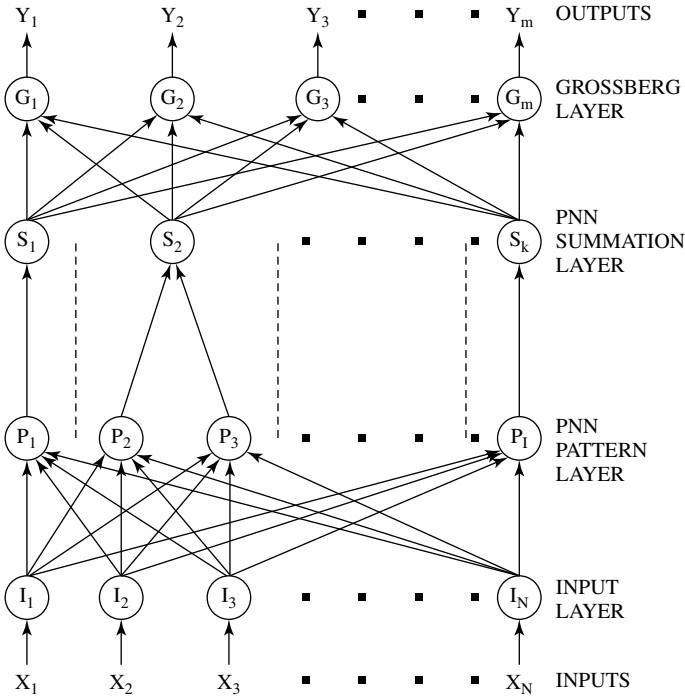 Y1 Y2 Y3 Ym OUTPUTS
G1 G2 G3 Gm GROSSBERG
LAYER
S1 S2 Sk PNN
SUMMATION
LAYER
P1 P2 P3 PI PNN
PATTERN
LAYER
I1 I2 I3 IN INPUT
LAYER
X1 X2 X3 XN INPUTS